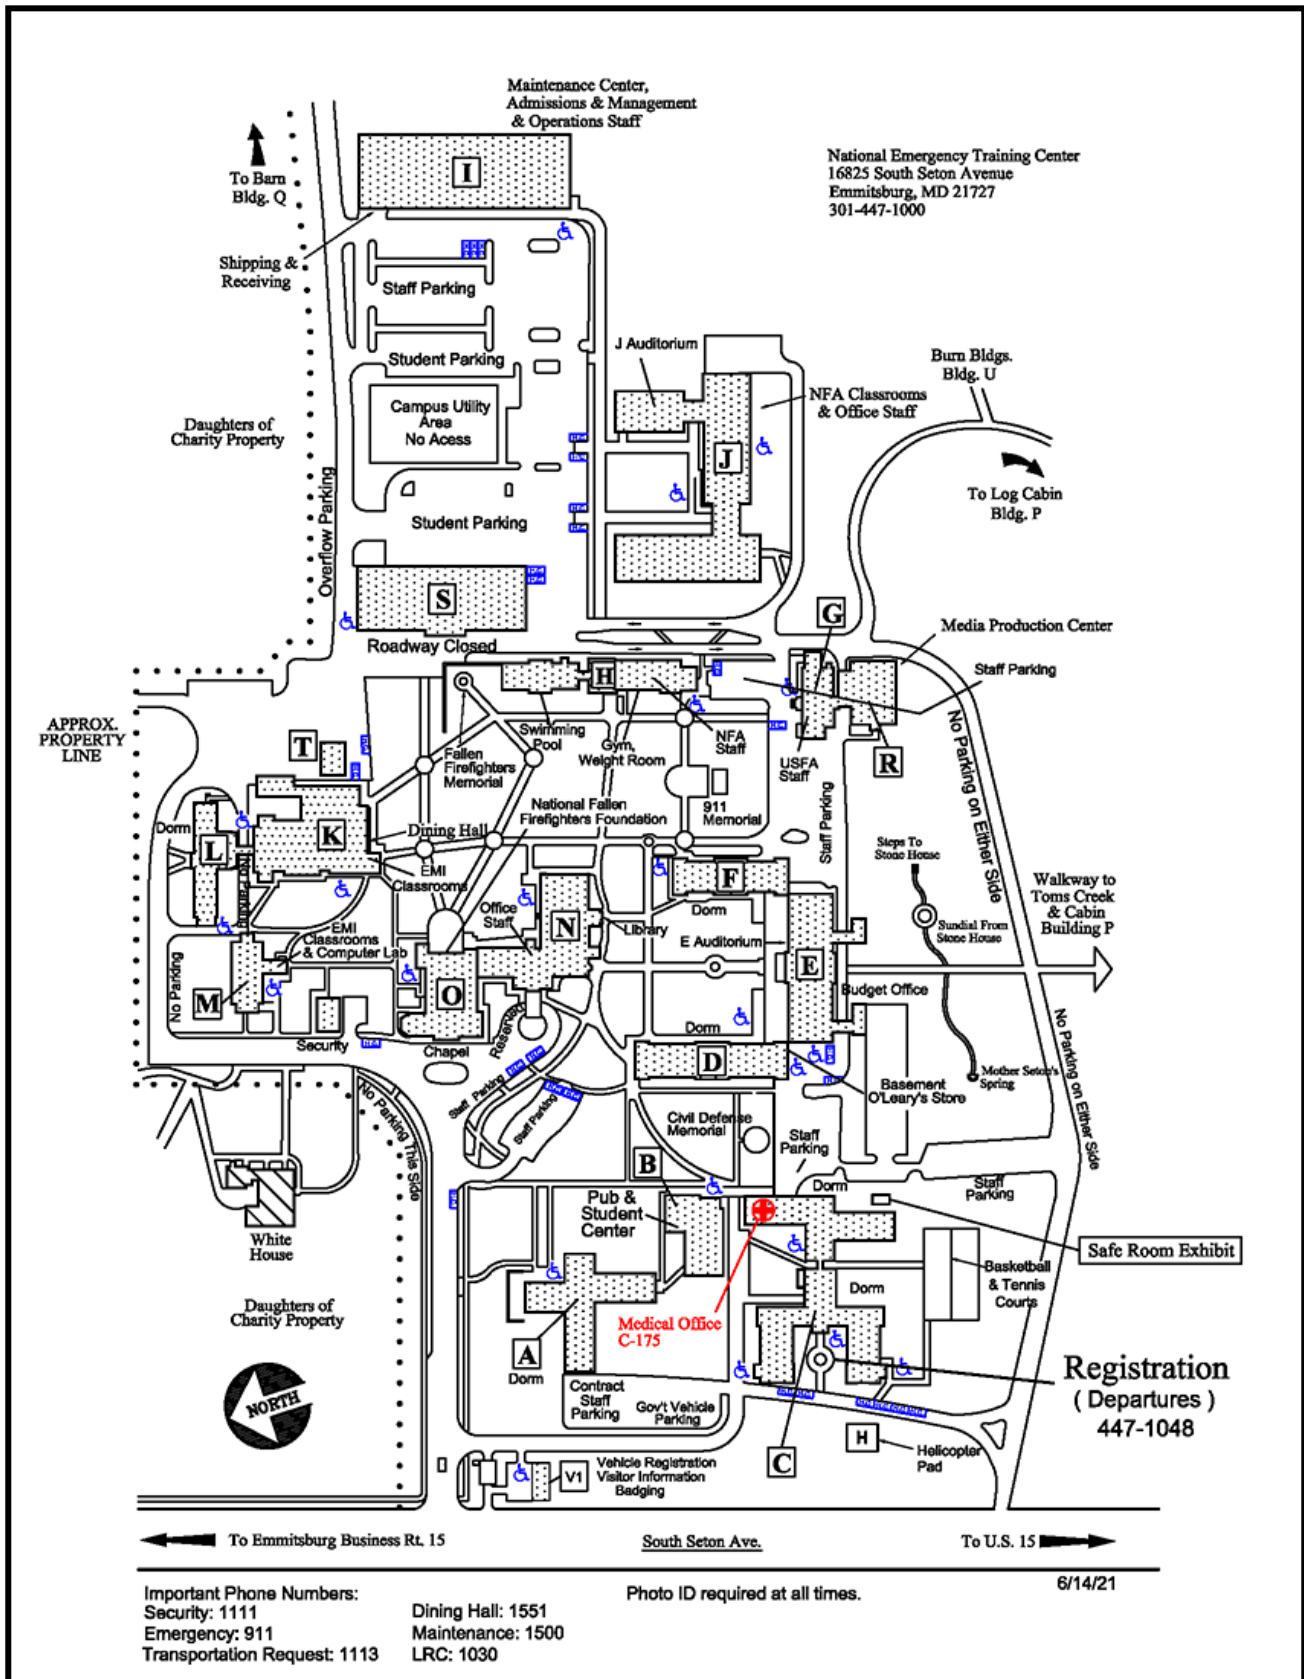 Maintenance Center,
Admissions & Management
& Operations Staff
I
To Barn
Bldg. Q
National Emergency Training Center
16825 South Seton Avenue
Emmitsburg, MD 21727
301-447-1000
Shipping &
Receiving
Staff Parking
Student Parking
J Auditorium
Burn Bldgs.
Bldg. U
NFA Classrooms
& Office Staff
Campus Utility
Area
No Acess
Daughters of
Charity Property
J
To Log Cabin
Bldg. P
Overflow Parking
Student Parking
S
G
Media Production Center
Roadway Closed
Staff Parking
H
APPROX.
PROPERTY
LINE
T
Swimming
Pool
Gym,
Weight Room
NFA
Staff
USFA
Staff
R
No Parking on Either Side
Fallen
Firefighters
Memorial
National Fallen
Firefighters Foundation
911
Memorial
Staff Parking
Dorm
L
K
Dining Hall
No Parking
EMI
Classrooms
Steps To
Stone House
F
Dorm
Walkway to
Toms Creek
& Cabin
Building P
Office
Staff
N
Library
E Auditorium
Sundial From
Stone House
EMI
Classrooms
& Computer Lab
No Parking
M
O
E
Budget Office
Reserved
Dorm
Security
Chapel
D
No Parking on Either Side
Basement
O'Leary's Store
Mother Seton's
Spring
Staff Parking
Staff Parking
No Parking This Side
Civil Defense
Memorial
Staff
Parking
B
Dorm
Staff
Parking
Pub &
Student
Center
White
House
Safe Room Exhibit
Basketball
& Tennis
Courts
Dorm
Daughters of
Charity Property
Medical Office
C-175
A
Dorm
Contract
Staff
Parking
Gov't Vehicle
Parking
Registration
( Departures )
447-1048
NORTH
C
H
Helicopter
Pad
V1
Vehicle Registration
Visitor Information
Badging
To Emmitsburg Business Rt. 15
South Seton Ave.
To U.S. 15
6/14/21
Important Phone Numbers:
Security: 1111
Emergency: 911
Transportation Request: 1113
Dining Hall: 1551
Maintenance: 1500
LRC: 1030
Photo ID required at all times.